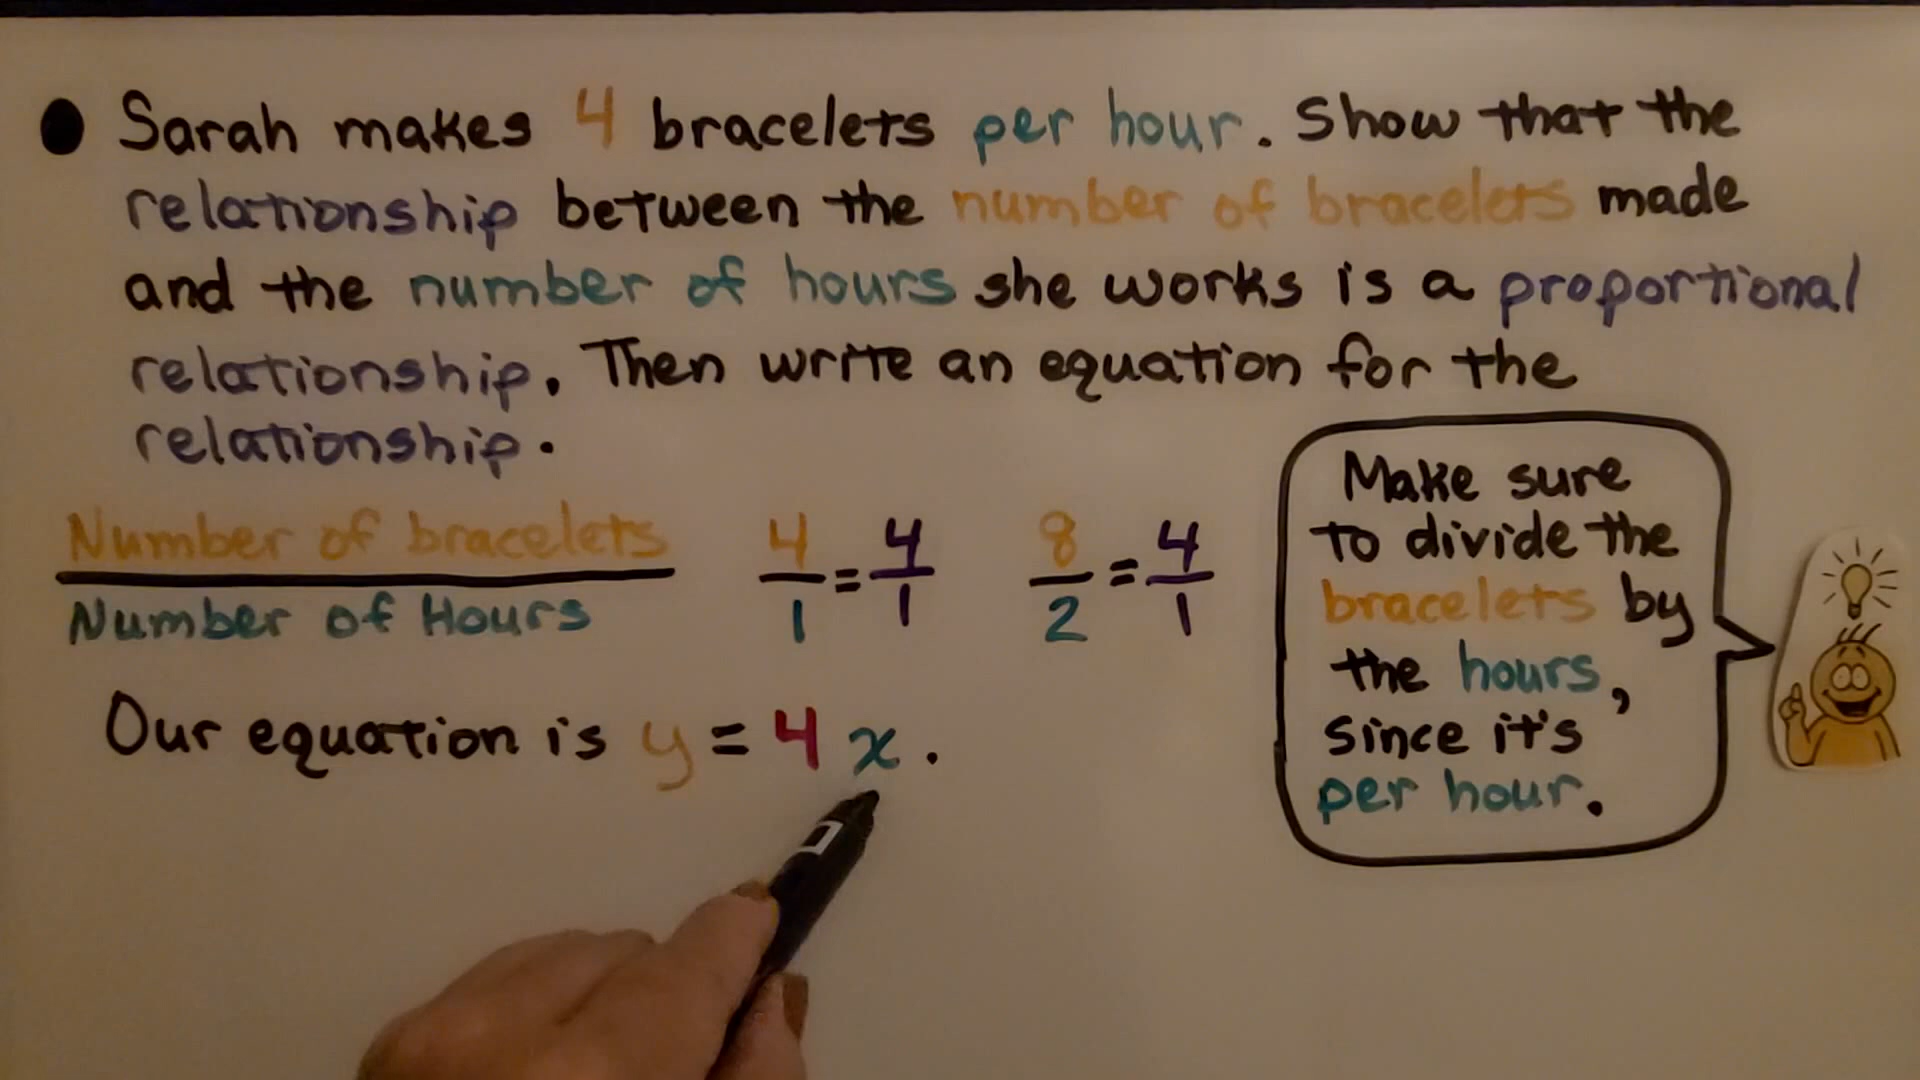 Sarah makes 4 bracelets per hour. Show that the
relationship between the number of bracelets made
and the number of hours she works is a proportional
relationship. Then write an equation for the
relationship.
Number of bracelets
Number of Hours
4/1 = 4/1
8/2 = 4/1
Our equation is y = 4x.
Make sure
to divide the
bracelets by
the hours,
since it's
per hour.